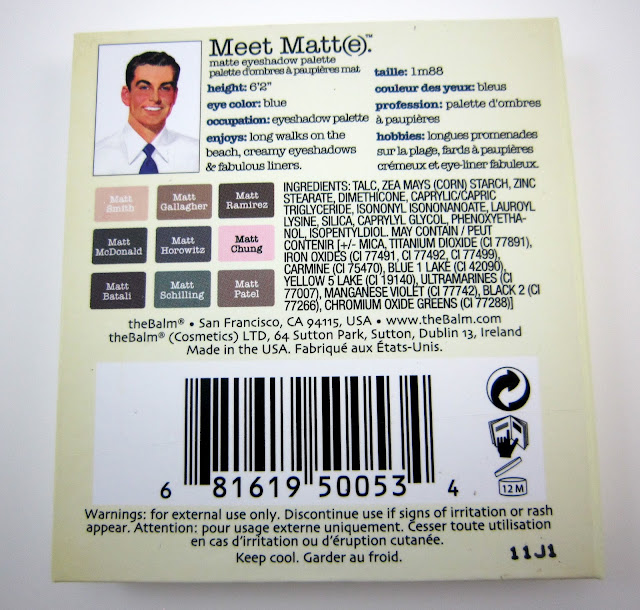 Meet Matt(e)™
matte eyeshadow palette
palette d'ombres à paupières mat
height: 6'2"
eye color: blue
occupation: eyeshadow palette
enjoys: long walks on the
beach, creamy eyeshadows
& fabulous liners.
taille: 1m88
couleur des yeux: bleus
profession: palette d'ombres
à paupières
hobbies: longues promenades
sur la plage, fards à paupières
crémeux et eye-liner fabuleux.
Matt
Smith
Matt
Gallagher
Matt
Ramirez
Matt
McDonald
Matt
Horowitz
Matt
Chung
Matt
Batali
Matt
Schilling
Matt
Patel
INGREDIENTS: TALC, ZEA MAYS (CORN) STARCH, ZINC
STEARATE, DIMETHICONE, CAPRYLIC/CAPRIC
TRIGLYCERIDE, ISONONYL ISONONANOATE, LAUROYL
LYSINE, SILICA, CAPRYLYL GLYCOL, PHENOXYETHA-
NOL, ISOPENTYLDIOL. MAY CONTAIN / PEUT
CONTENIR [+/- MICA, TITANIUM DIOXIDE (CI 77891),
IRON OXIDES (CI 77491, CI 77492, CI 77499),
CARMINE (CI 75470), BLUE 1 LAKE (CI 42090),
YELLOW 5 LAKE (CI 19140), ULTRAMARINES (CI
77007), MANGANESE VIOLET (CI 77742), BLACK 2 (CI
77266), CHROMIUM OXIDE GREENS (CI 77288)]
theBalm® • San Francisco, CA 94115, USA • www.theBalm.com
theBalm® (Cosmetics) LTD, 64 Sutton Park, Sutton, Dublin 13, Ireland
Made in the USA. Fabriqué aux États-Unis.
6 81619 50053 4
12 M
Warnings: for external use only. Discontinue use if signs of irritation or rash
appear. Attention: pour usage externe uniquement. Cesser toute utilisation
en cas d'irritation ou d'éruption cutanée.
Keep cool. Garder au froid.
11J1